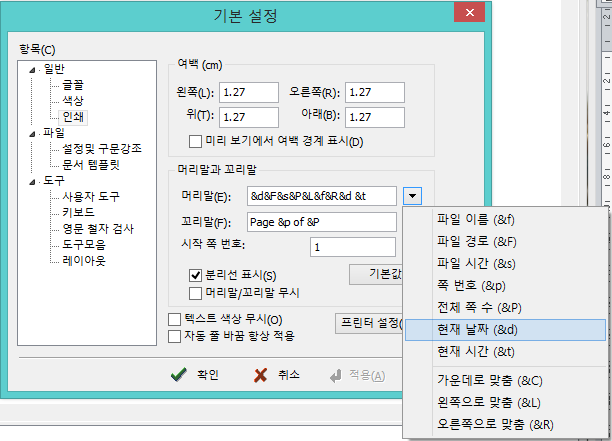 기본 설정
항목(C)
일반
글꼴
색상
인쇄
파일
설정및 구문강조
문서 템플릿
도구
사용자 도구
키보드
영문 철자 검사
도구모음
레이아웃
여백 (cm)
왼쪽(L): 1.27 오른쪽(R): 1.27
위(T): 1.27 아래(B): 1.27
미리 보기에서 여백 경계 표시(D)
머리말과 꼬리말
머리말(E): &d&F&s&P&L&f&R&d &t
꼬리말(F): Page &p of &P
시작 쪽 번호: 1
분리선 표시(S) 기본값
머리말/꼬리말 무시
텍스트 색상 무시(O)
프린터 설정(
자동 줄 바꿈 항상 적용
확인 취소 적용(A)
파일 이름 (&f)
파일 경로 (&F)
파일 시간 (&s)
쪽 번호 (&p)
전체 쪽 수 (&P)
현재 날짜 (&d)
현재 시간 (&t)
가운데로 맞춤 (&C)
왼쪽으로 맞춤 (&L)
오른쪽으로 맞춤 (&R)